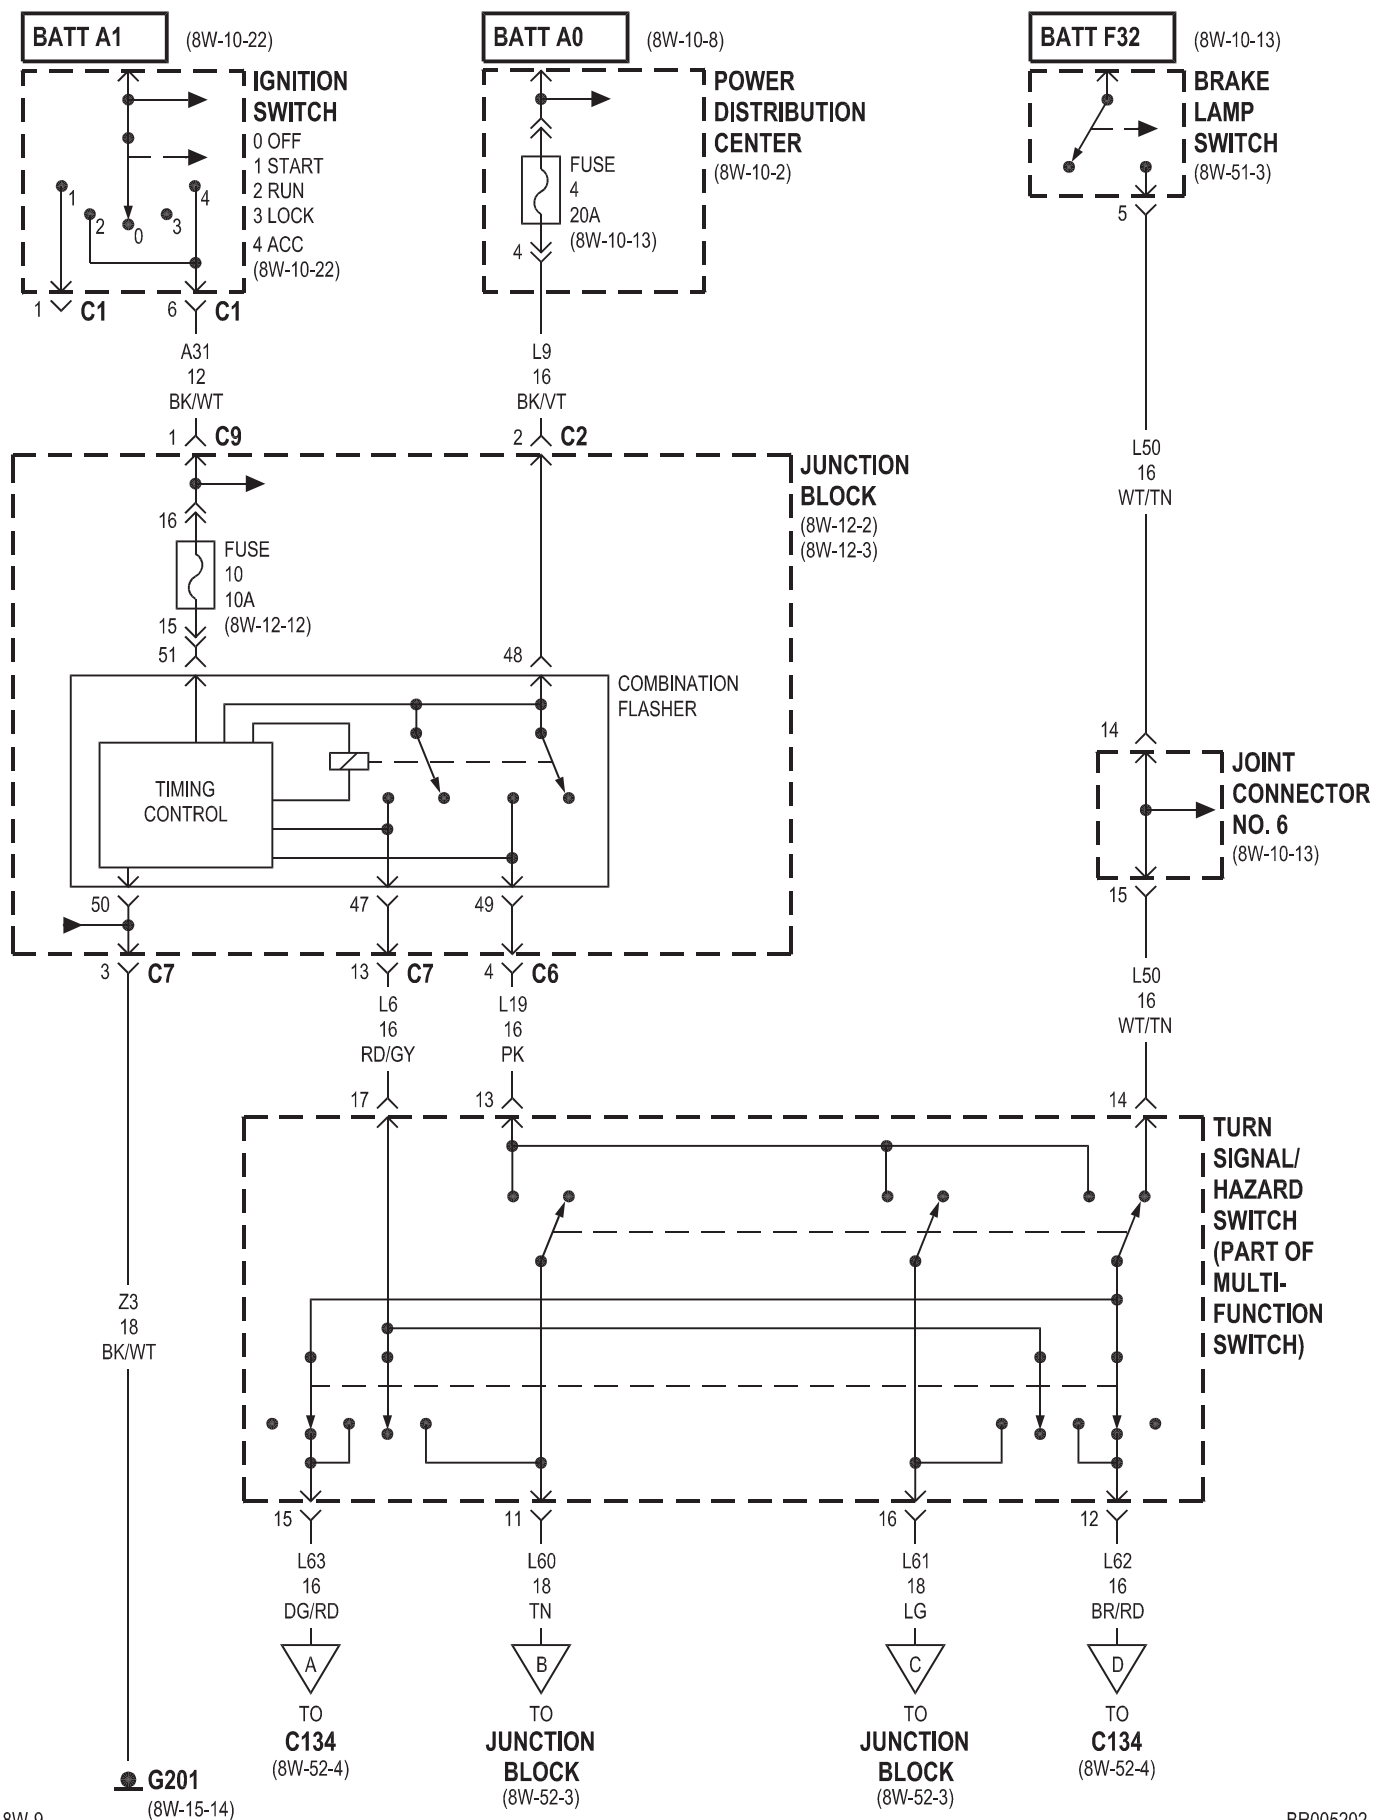 BATT A1
(8W-10-22)
BATT A0
(8W-10-8)
BATT F32
(8W-10-13)
IGNITION
SWITCH
0 OFF
1 START
2 RUN
3 LOCK
4 ACC
(8W-10-22)
1
2
0
3
4
POWER
DISTRIBUTION
CENTER
(8W-10-2)
FUSE
4
20A
(8W-10-13)
4
BRAKE
LAMP
SWITCH
(8W-51-3)
5
1 C1
6 C1
A31
12
BK/WT
L9
16
BK/VT
L50
16
WT/TN
1 C9
2 C2
JUNCTION
BLOCK
(8W-12-2)
(8W-12-3)
16
FUSE
10
10A
(8W-12-12)
15
51
48
COMBINATION
FLASHER
TIMING
CONTROL
14
JOINT
CONNECTOR
NO. 6
(8W-10-13)
15
50
47
49
3 C7
13 C7
4 C6
L6
16
RD/GY
L19
16
PK
L50
16
WT/TN
17
13
14
TURN
SIGNAL/
HAZARD
SWITCH
(PART OF
MULTI-
FUNCTION
SWITCH)
Z3
18
BK/WT
15
11
16
12
L63
16
DG/RD
L60
18
TN
L61
18
LG
L62
16
BR/RD
A
B
C
D
TO
C134
(8W-52-4)
TO
JUNCTION
BLOCK
(8W-52-3)
TO
JUNCTION
BLOCK
(8W-52-3)
TO
C134
(8W-52-4)
G201
(8W-15-14)